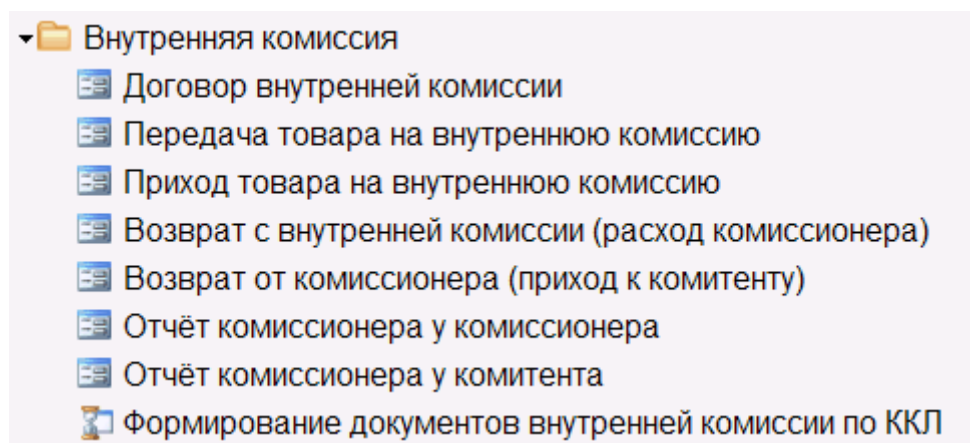 Внутренняя комиссия
Договор внутренней комиссии
Передача товара на внутреннюю комиссию
Приход товара на внутреннюю комиссию
Возврат с внутренней комиссии (расход комиссионера)
Возврат от комиссионера (приход к комитенту)
Отчёт комиссионера у комиссионера
Отчёт комиссионера у комитента
Формирование документов внутренней комиссии по ККЛ